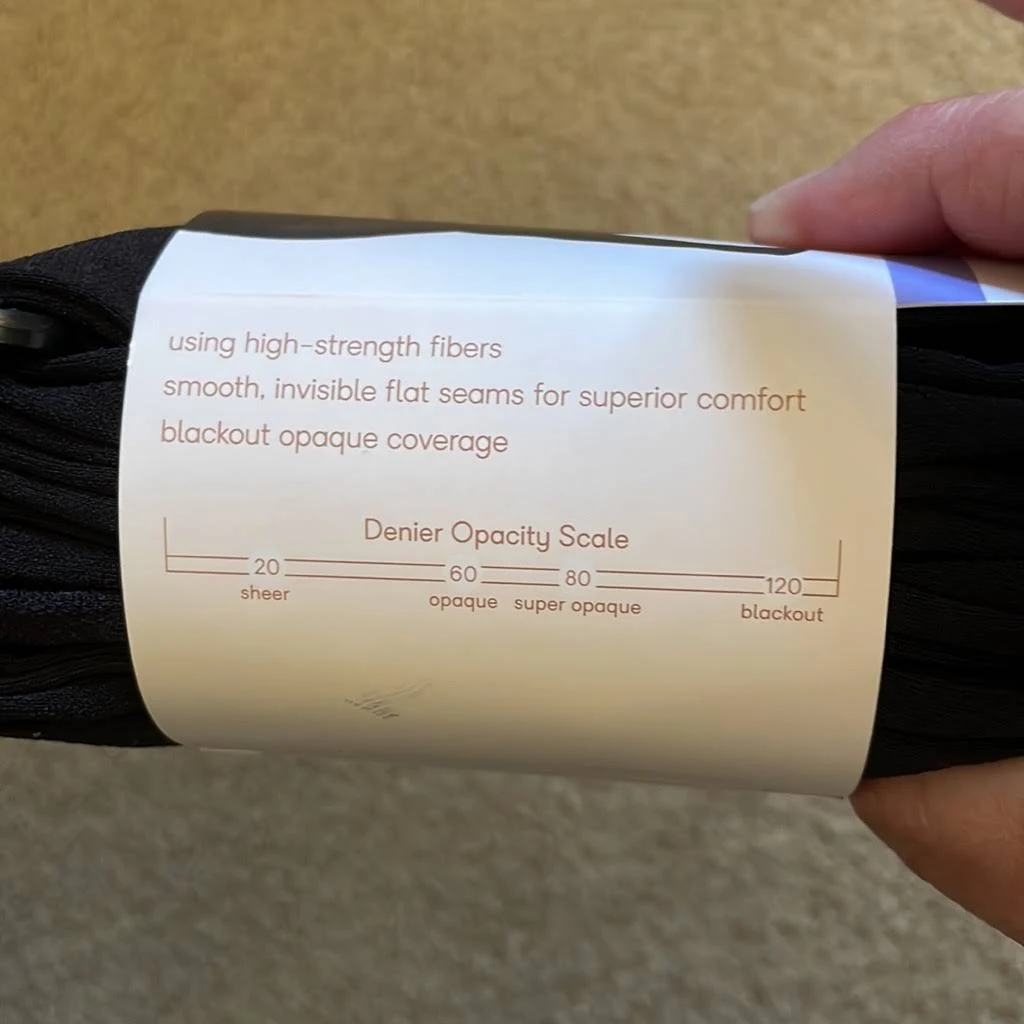 using high-strength fibers
smooth, invisible flat seams for superior comfort
blackout opaque coverage
Denier Opacity Scale
20 60 80 120
sheer opaque super opaque blackout